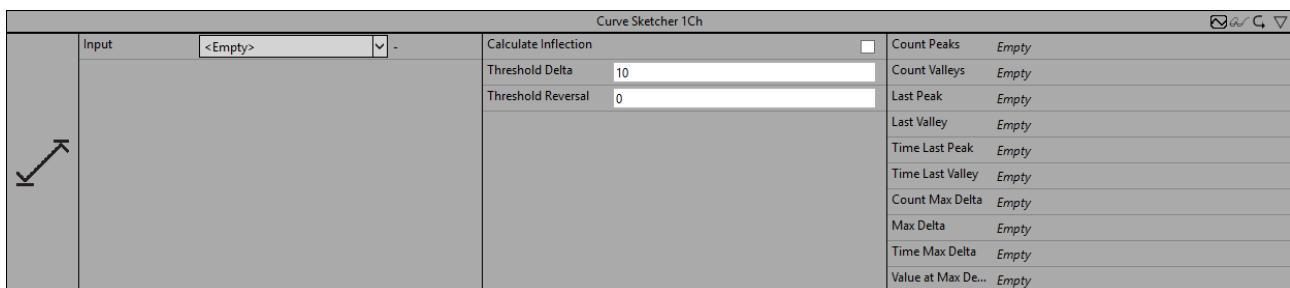 Curve Sketcher 1Ch
Input <Empty> -
Calculate Inflection
Threshold Delta 10
Threshold Reversal 0
Count Peaks Empty
Count Valleys Empty
Last Peak Empty
Last Valley Empty
Time Last Peak Empty
Time Last Valley Empty
Count Max Delta Empty
Max Delta Empty
Time Max Delta Empty
Value at Max De... Empty